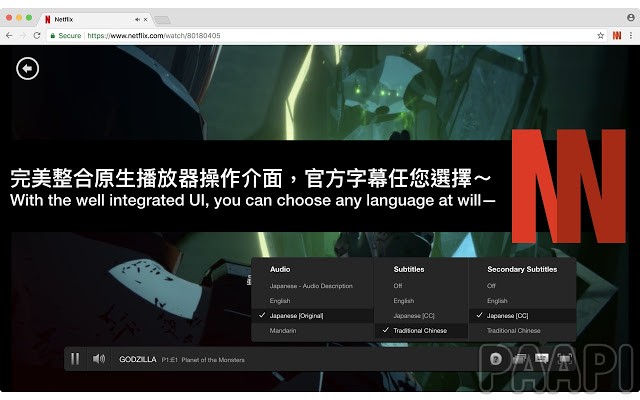 Netflix
Secure https://www.netflix.com/watch/80180405
完美整合原生播放器操作介面，官方字幕任您選擇～
With the well integrated UI, you can choose any language at will—
Audio
Japanese - Audio Description
English
Japanese [Original]
Mandarin
Subtitles
Off
English
Japanese [CC]
Traditional Chinese
Secondary Subtitles
Off
English
Japanese [CC]
Traditional Chinese
GODZILLA P1:E1 Planet of the Monsters
PAAPI